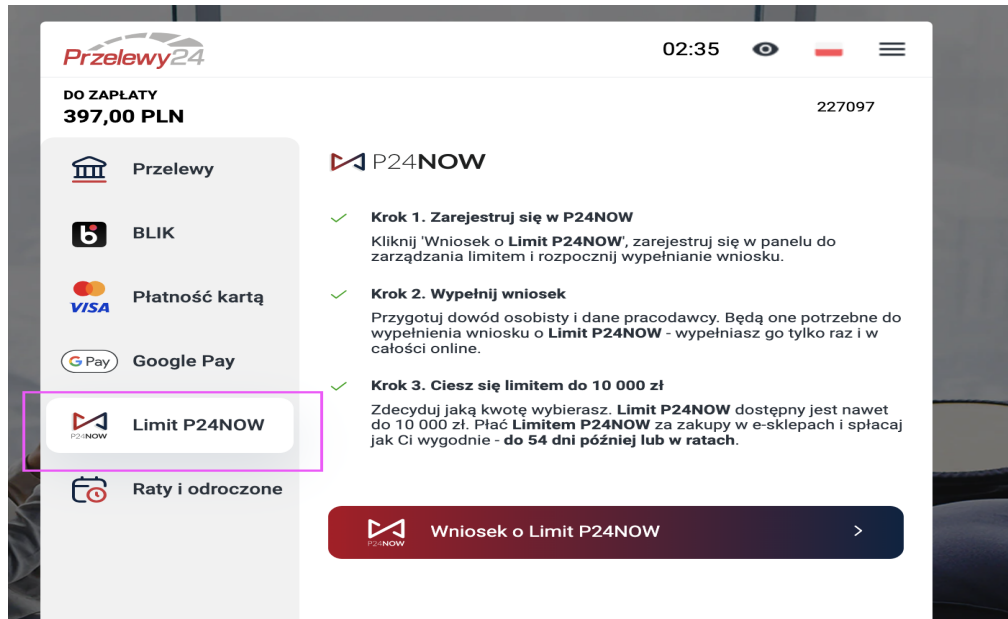 Przelewy24
02:35
DO ZAPŁATY
397,00 PLN
227097
Przelewy
BLIK
VISA
Płatność kartą
G Pay
Google Pay
P24NOW
Limit P24NOW
Raty i odroczone
P24NOW
Krok 1. Zarejestruj się w P24NOW
Kliknij 'Wniosek o Limit P24NOW', zarejestruj się w panelu do
zarządzania limitem i rozpocznij wypełnianie wniosku.
Krok 2. Wypełnij wniosek
Przygotuj dowód osobisty i dane pracodawcy. Będą one potrzebne do
wypełnienia wniosku o Limit P24NOW - wypełniasz go tylko raz i w
całości online.
Krok 3. Ciesz się limitem do 10 000 zł
Zdecyduj jaką kwotę wybierasz. Limit P24NOW dostępny jest nawet
do 10 000 zł. Płać Limitem P24NOW za zakupy w e-sklepach i spłacaj
jak Ci wygodnie - do 54 dni później lub w ratach.
P24NOW
Wniosek o Limit P24NOW